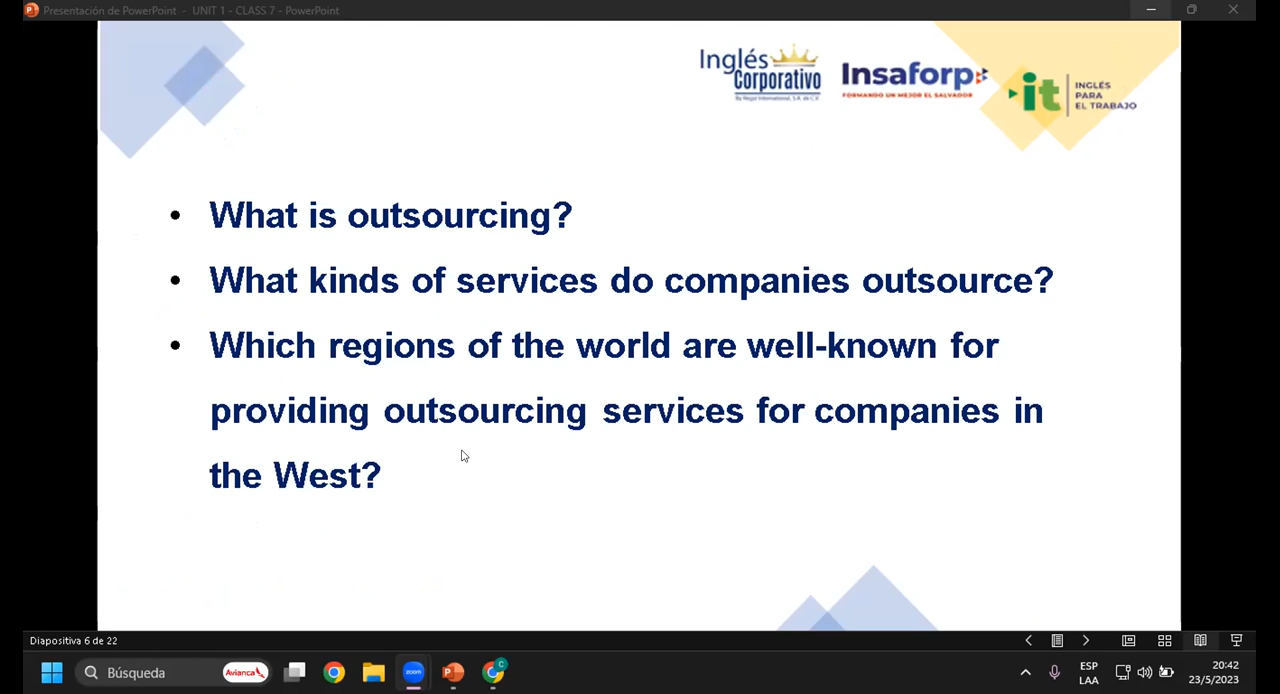 Presentación de PowerPoint - UNIT 1 - CLASS 7 - PowerPoint
Inglés
Corporativo
By Regal International, S.A. de C.V.
Insaforp
FORMANDO UN MEJOR EL SALVADOR
it
INGLÉS
PARA
EL TRABAJO
• What is outsourcing?
• What kinds of services do companies outsource?
• Which regions of the world are well-known for
providing outsourcing services for companies in
the West?
Diapositiva 6 de 22
Búsqueda
Avianca
zoom
P
C
ESP
LAA
20:42
23/5/2023